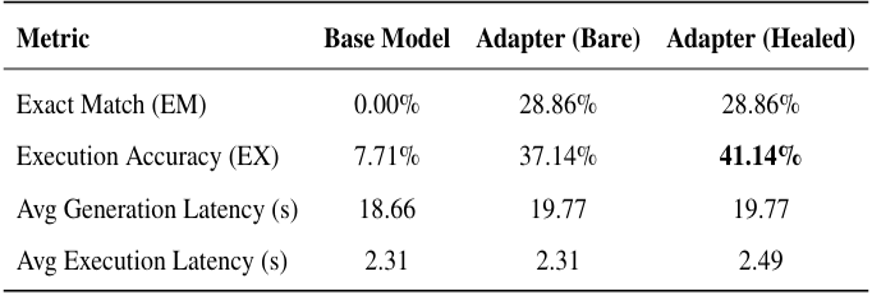 Metric Base Model Adapter (Bare) Adapter (Healed)
Exact Match (EM) 0.00% 28.86% 28.86%
Execution Accuracy (EX) 7.71% 37.14% 41.14%
Avg Generation Latency (s) 18.66 19.77 19.77
Avg Execution Latency (s) 2.31 2.31 2.49